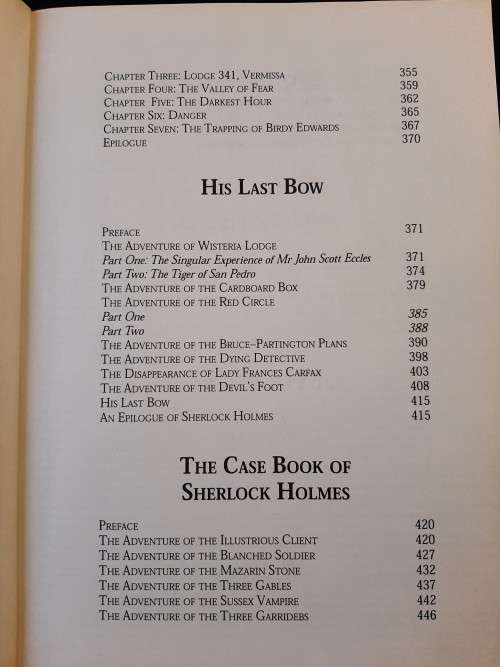 Chapter Three: Lodge 341, Vermissa 355
Chapter Four: The Valley of Fear 359
Chapter Five: The Darkest Hour 362
Chapter Six: Danger 365
Chapter Seven: The Trapping of Birdy Edwards 367
Epilogue 370
His Last Bow
Preface 371
The Adventure of Wisteria Lodge
Part One: The Singular Experience of Mr John Scott Eccles 371
Part Two: The Tiger of San Pedro 374
The Adventure of the Cardboard Box 379
The Adventure of the Red Circle
Part One 385
Part Two 388
The Adventure of the Bruce–Partington Plans 390
The Adventure of the Dying Detective 398
The Disappearance of Lady Frances Carfax 403
The Adventure of the Devil's Foot 408
His Last Bow 415
An Epilogue of Sherlock Holmes 415
The Case Book of
Sherlock Holmes
Preface 420
The Adventure of the Illustrious Client 420
The Adventure of the Blanched Soldier 427
The Adventure of the Mazarin Stone 432
The Adventure of the Three Gables 437
The Adventure of the Sussex Vampire 442
The Adventure of the Three Garridebs 446